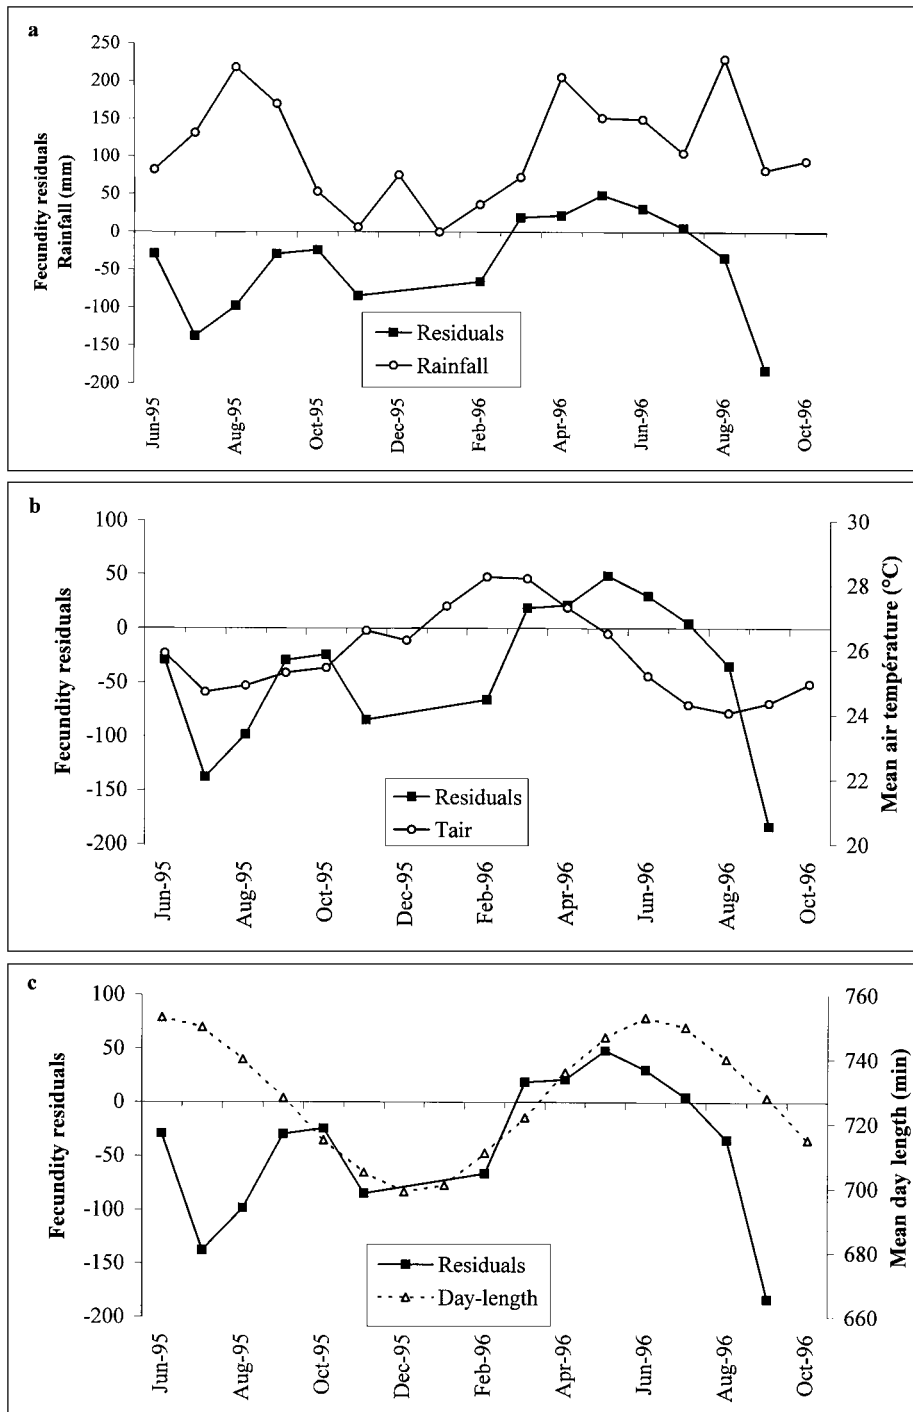 a
Fecundity residuals
Rainfall (mm)
250
200
150
100
50
0
-50
-100
-150
-200
Residuals
Rainfall
Jun-95
Aug-95
Oct-95
Dec-95
Feb-96
Apr-96
Jun-96
Aug-96
Oct-96
b
Fecundity residuals
100
50
0
-50
-100
-150
-200
30
28
26
24
22
20
Mean air température (°C)
Residuals
Tair
Jun-95
Aug-95
Oct-95
Dec-95
Feb-96
Apr-96
Jun-96
Aug-96
Oct-96
c
Fecundity residuals
100
50
0
-50
-100
-150
-200
760
740
720
700
680
660
Mean day length (min)
Residuals
Day-length
Jun-95
Aug-95
Oct-95
Dec-95
Feb-96
Apr-96
Jun-96
Aug-96
Oct-96